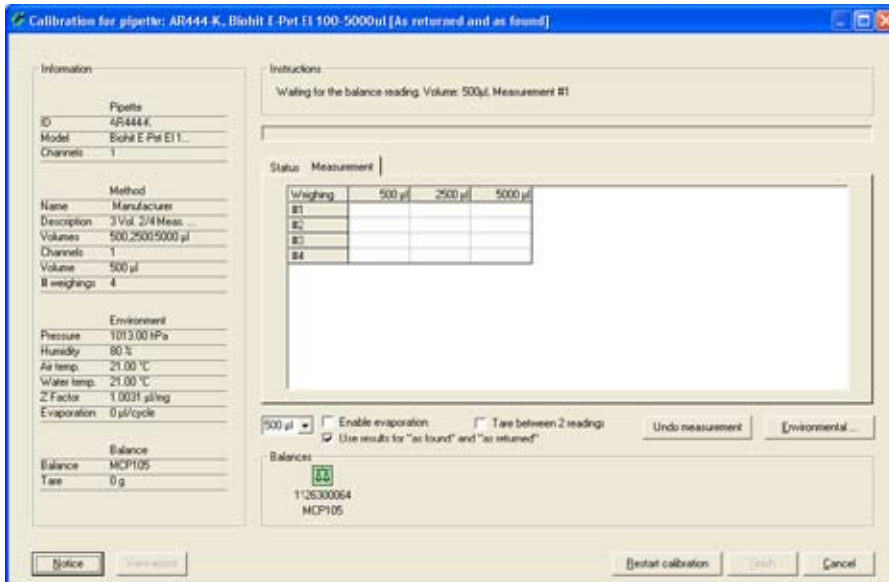 Calibration for pipette: AR444-K, Biohit E-Pet El 100-5000ul [As returned and as found]
Information
Pipette
ID AR444-K
Model Biohit E-Pet El 1...
Channels 1
Method
Name Manufacturer
Description 3 Vol. 2/4 Meas. ...
Volumes 500,2500,5000 µl
Channels 1
Volume 500 µl
# weighings 4
Environment
Pressure 1013.00 hPa
Humidity 80 %
Air temp. 21.00 °C
Water temp. 21.00 °C
Z Factor 1.0031 µl/mg
Evaporation 0 µl/cycle
Balance
Balance MCP105
Tare 0 g
Instructions
Waiting for the balance reading. Volume: 500µl. Measurement #1
Status Measurement
Weighing 500 µl 2500 µl 5000 µl
#1
#2
#3
#4
500 µl Enable evaporation Tare between 2 readings Undo measurement Environmental ...
Use results for "as found" and "as returned"
Balances
1126300064
MCP105
Notice View report Restart calibration Finish Cancel